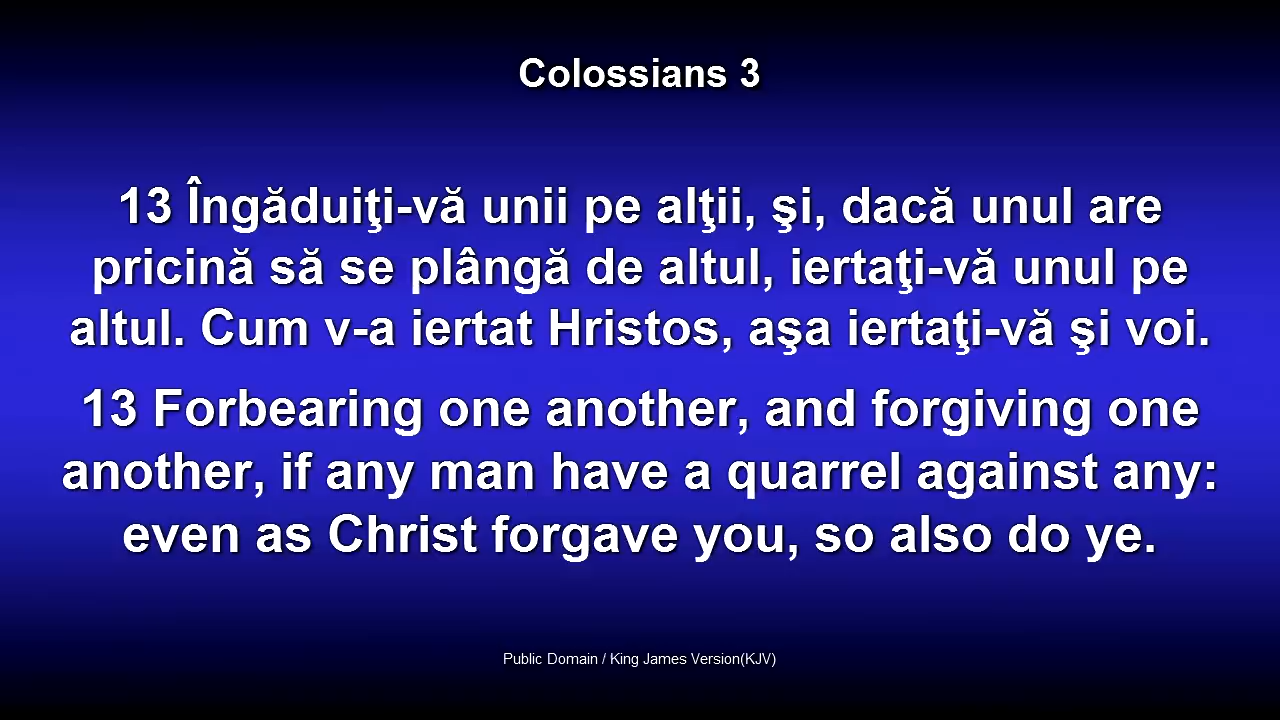 Colossians 3
13 Îngăduiţi-vă unii pe alţii, şi, dacă unul are
pricină să se plângă de altul, iertaţi-vă unul pe
altul. Cum v-a iertat Hristos, aşa iertaţi-vă şi voi.
13 Forbearing one another, and forgiving one
another, if any man have a quarrel against any:
even as Christ forgave you, so also do ye.
Public Domain / King James Version(KJV)